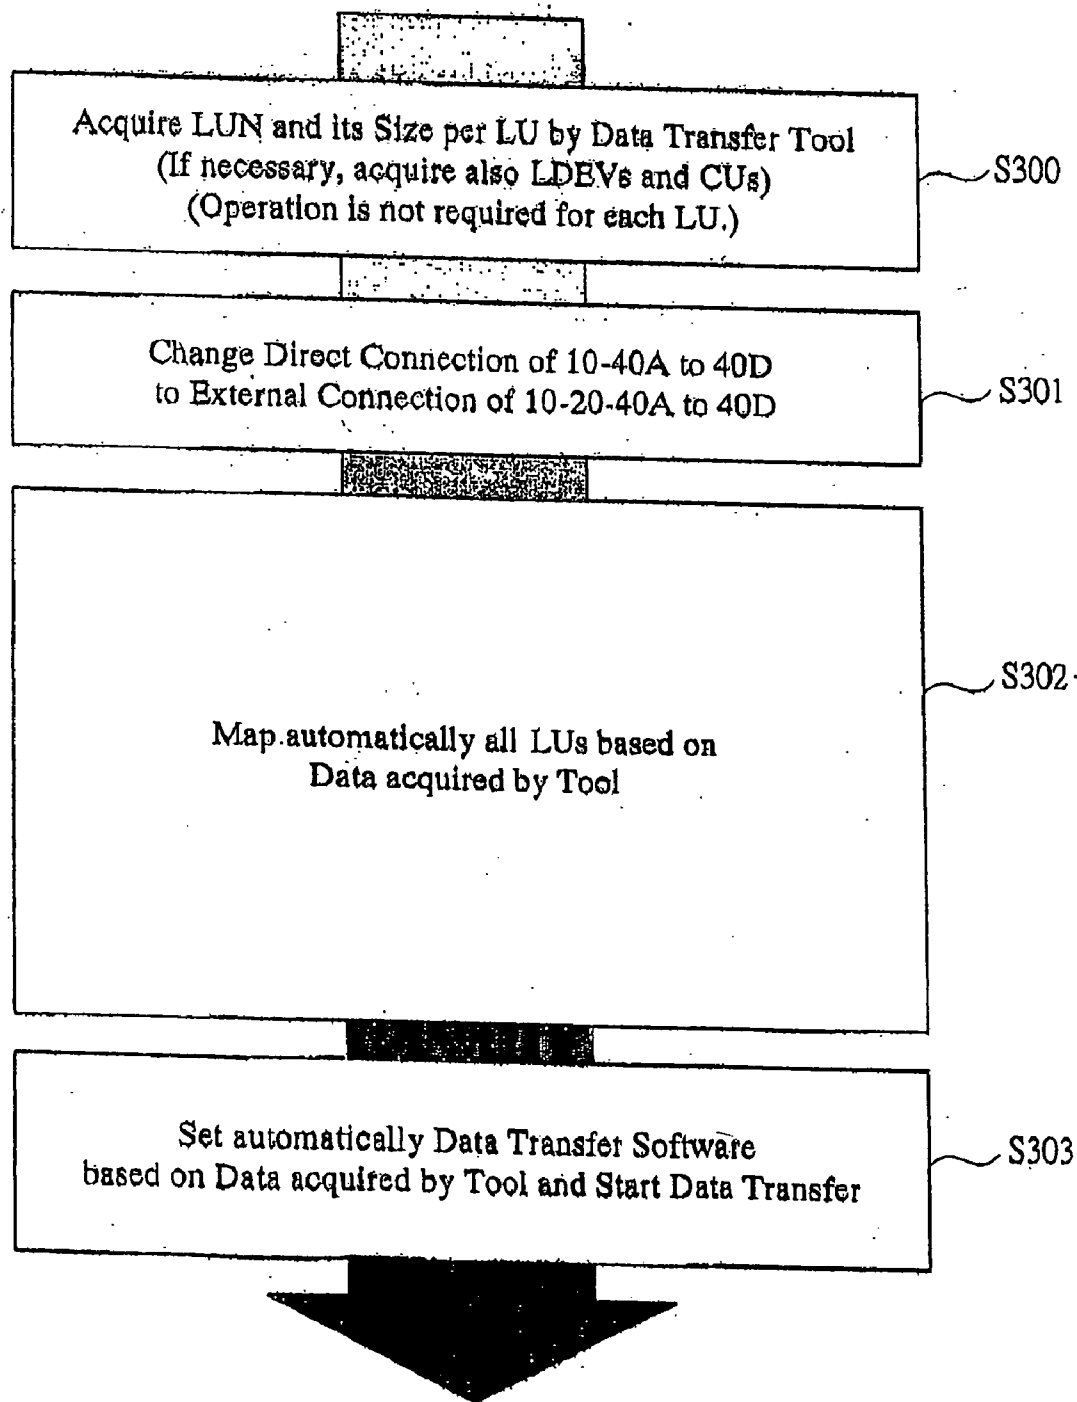 Acquire LUN and its Size per LU by Data Transfer Tool
(If necessary, acquire also LDEVs and CUs)
(Operation is not required for each LU.)
S300
Change Direct Connection of 10-40A to 40D
to External Connection of 10-20-40A to 40D
S301
Map automatically all LUs based on
Data acquired by Tool
S302
Set automatically Data Transfer Software
based on Data acquired by Tool and Start Data Transfer
S303